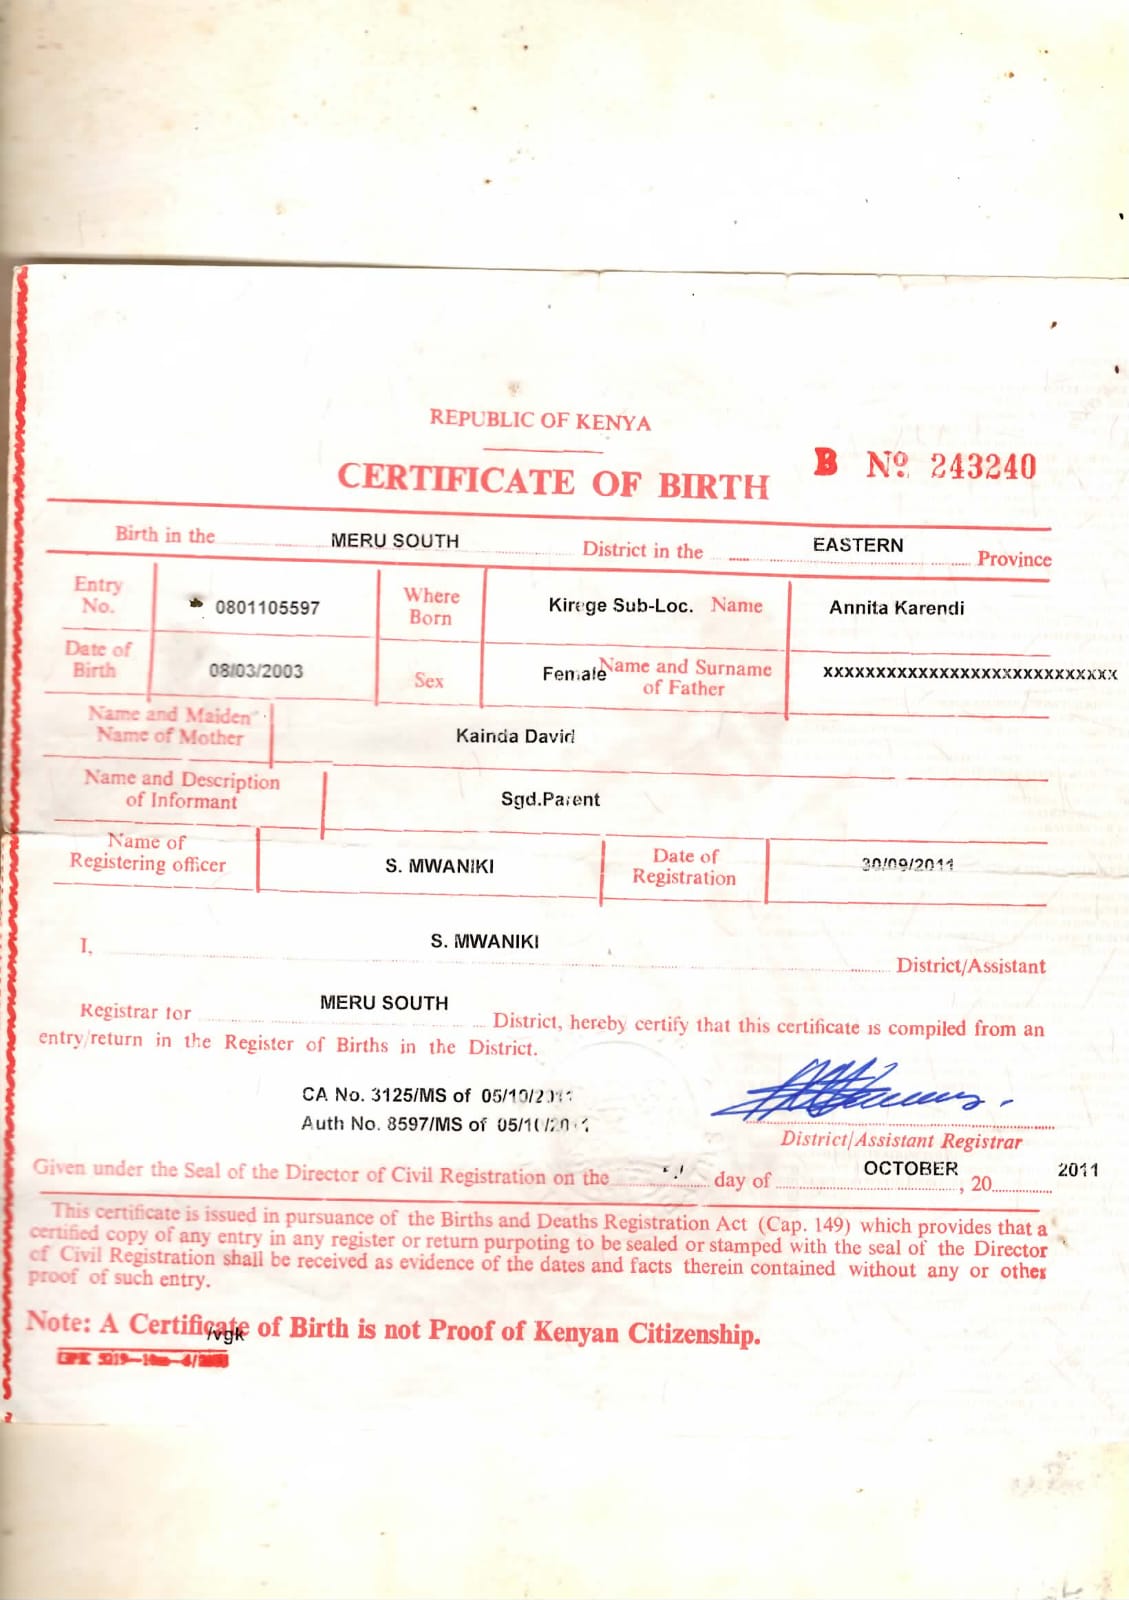 REPUBLIC OF KENYA
CERTIFICATE OF BIRTH
B Nº 243240
Birth in the MERU SOUTH District in the EASTERN Province
Entry No. 0801105597 Where Born Kirege Sub-Loc. Name Annita Karendi
Date of Birth 08/03/2003 Sex Female Name and Surname of Father XXXXXXXXXXXXXXXXXXXXXXXXXXXX
Name and Maiden Name of Mother Kainda David
Name and Description of Informant Sgd.Parent
Name of Registering officer S. MWANIKI Date of Registration 30/09/2011
I, S. MWANIKI District/Assistant
Registrar for MERU SOUTH District, hereby certify that this certificate is compiled from an
entry/return in the Register of Births in the District.
CA No. 3125/MS of 05/10/2011
Auth No. 8597/MS of
District/Assistant Registrar
Given under the Seal of the Director of Civil Registration on the day of OCTOBER , 20 2011
This certificate is issued in pursuance of the Births and Deaths Registration Act (Cap. 149) which provides that a
certified copy of any entry in any register or return purpoting to be sealed or stamped with the seal of the Director
of Civil Registration shall be received as evidence of the dates and facts therein contained without any or other
proof of such entry.
Note: A Certificate of Birth is not Proof of Kenyan Citizenship.
/vgk